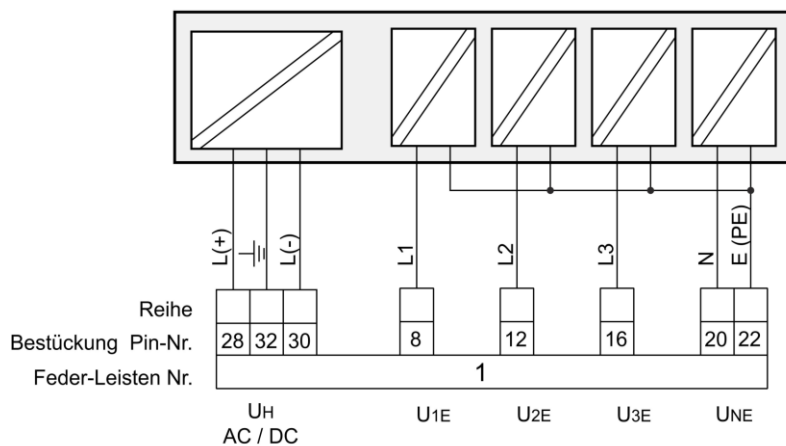 L(+)
L(-)
L1
L2
L3
N
E (PE)
Reihe
Bestückung Pin-Nr. 28 32 30 8 12 16 20 22
Feder-Leisten Nr. 1
UH U1E U2E U3E UNE
AC / DC